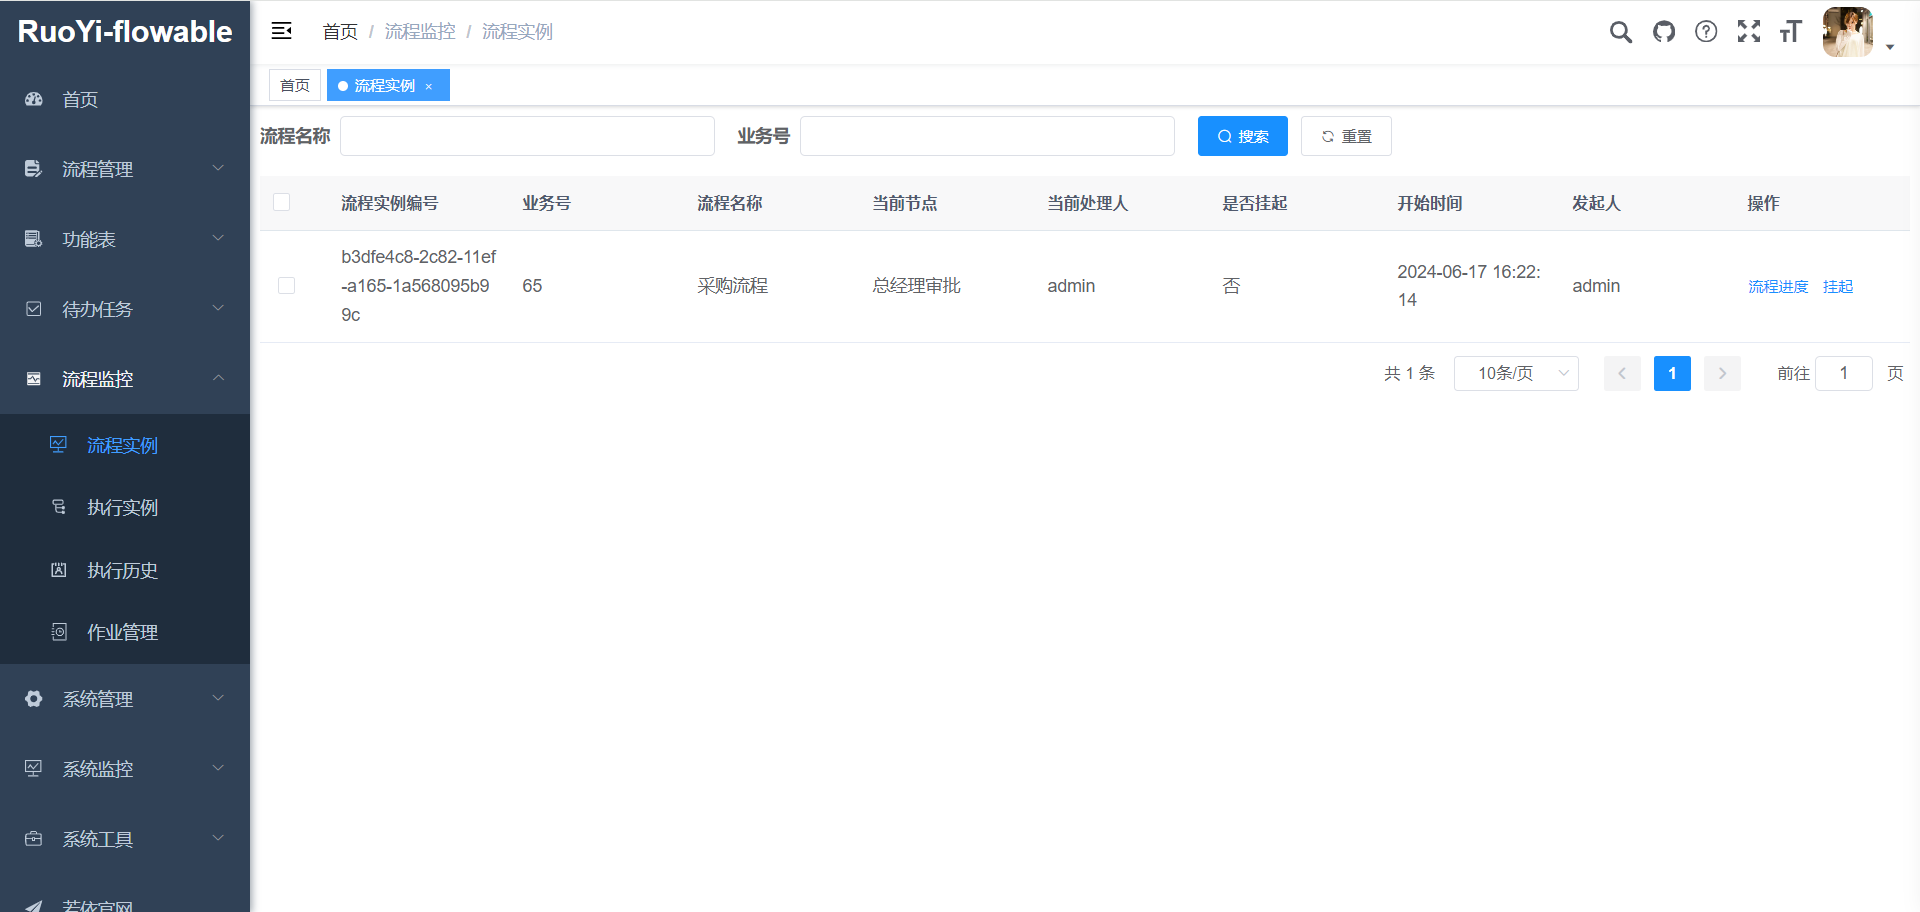 RuoYi-flowable
首页
流程管理
功能表
待办任务
流程监控
流程实例
执行实例
执行历史
作业管理
系统管理
系统监控
系统工具
若依官网
首页 / 流程监控 / 流程实例
首页
流程实例 ×
流程名称
业务号
搜索
重置
流程实例编号 业务号 流程名称 当前节点 当前处理人 是否挂起 开始时间 发起人 操作
b3dfe4c8-2c82-11ef
-a165-1a568095b9
9c
65
采购流程
总经理审批
admin
否
2024-06-17 16:22:
14
admin
流程进度 挂起
共 1 条
10条/页
1
前往 1 页